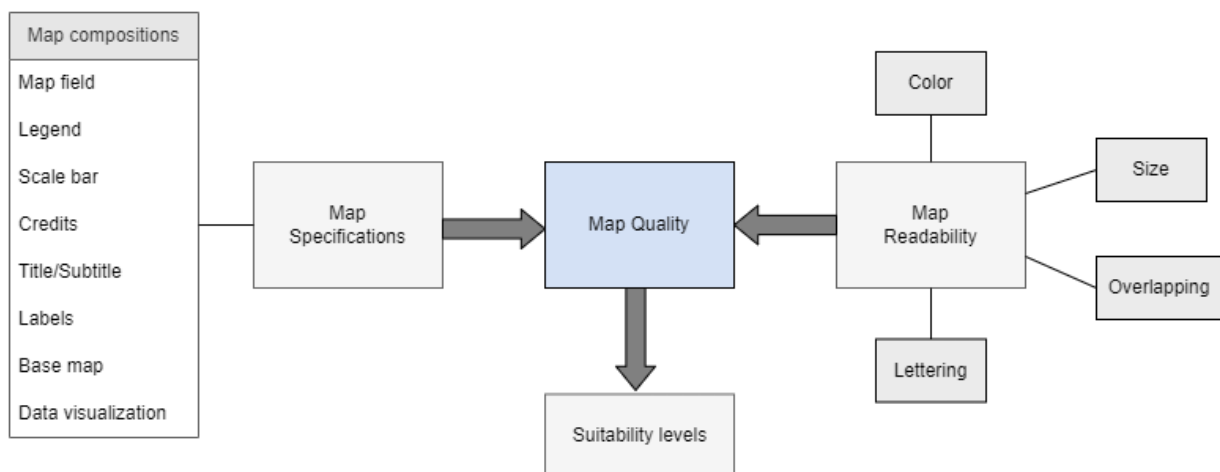 Map compositions
Map field
Legend
Scale bar
Credits
Title/Subtitle
Labels
Base map
Data visualization
Map
Specifications
Map Quality
Suitability levels
Map
Readability
Color
Size
Overlapping
Lettering